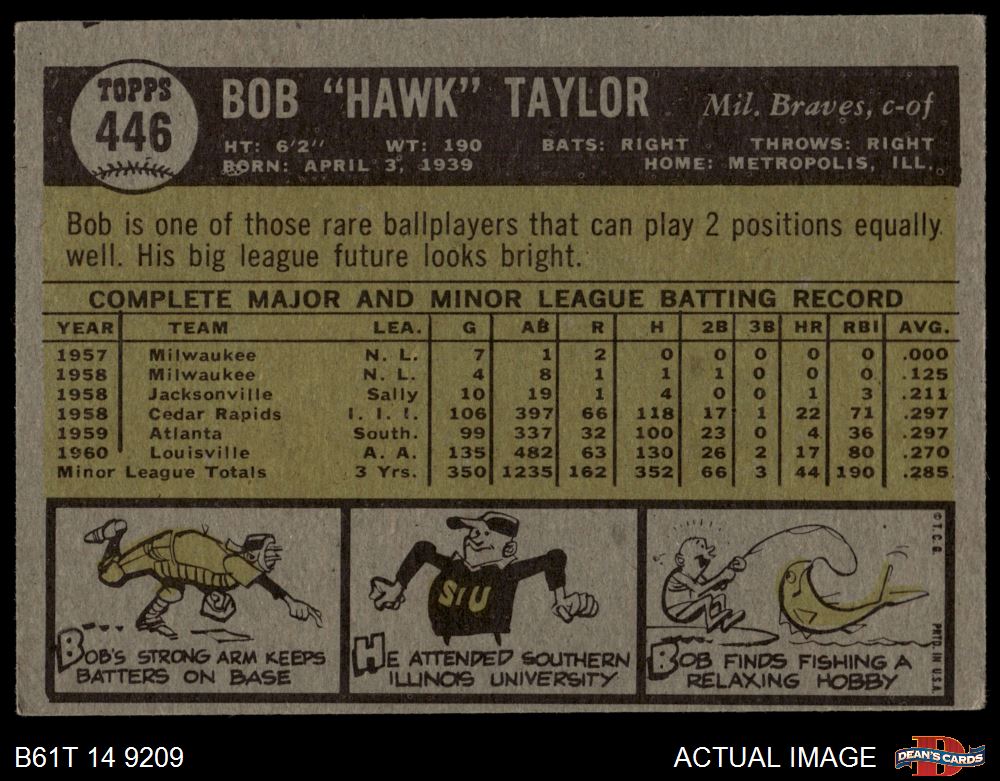 TOPPS
446
BOB "HAWK" TAYLOR Mil. Braves, c-of
HT: 6'2" WT: 190 BATS: RIGHT THROWS: RIGHT
BORN: APRIL 3, 1939 HOME: METROPOLIS, ILL.
Bob is one of those rare ballplayers that can play 2 positions equally
well. His big league future looks bright.
COMPLETE MAJOR AND MINOR LEAGUE BATTING RECORD
YEAR TEAM LEA. G AB R H 2B 3B HR RBI AVG.
1957 Milwaukee N. L. 7 1 2 0 0 0 0 0 .000
1958 Milwaukee N. L. 4 8 1 1 1 0 0 0 .125
1958 Jacksonville Sally 10 19 1 4 0 0 1 3 .211
1958 Cedar Rapids I. I. I. 106 397 66 118 17 1 22 71 .297
1959 Atlanta South. 99 337 32 100 23 0 4 36 .297
1960 Louisville A. A. 135 482 63 130 26 2 17 80 .270
Minor League Totals 3 Yrs. 350 1235 162 352 66 3 44 190 .285
SIU
BOB'S STRONG ARM KEEPS
BATTERS ON BASE
HE ATTENDED SOUTHERN
ILLINOIS UNIVERSITY
BOB FINDS FISHING A
RELAXING HOBBY
© T. C. G.
PRTD. IN U.S.A.
B61T 14 9209 ACTUAL IMAGE
D
DEAN'S CARDS